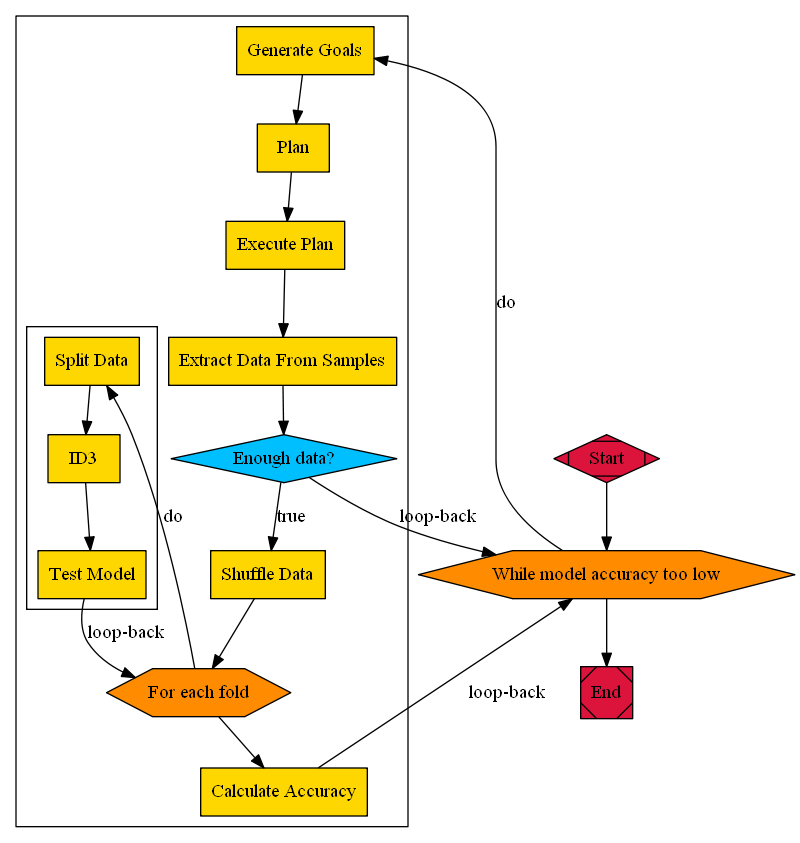 Generate Goals
Plan
Execute Plan
do
Split Data
Extract Data From Samples
ID3
Enough data?
Start
do
true
loop-back
Test Model
Shuffle Data
While model accuracy too low
loop-back
For each fold
loop-back
End
Calculate Accuracy